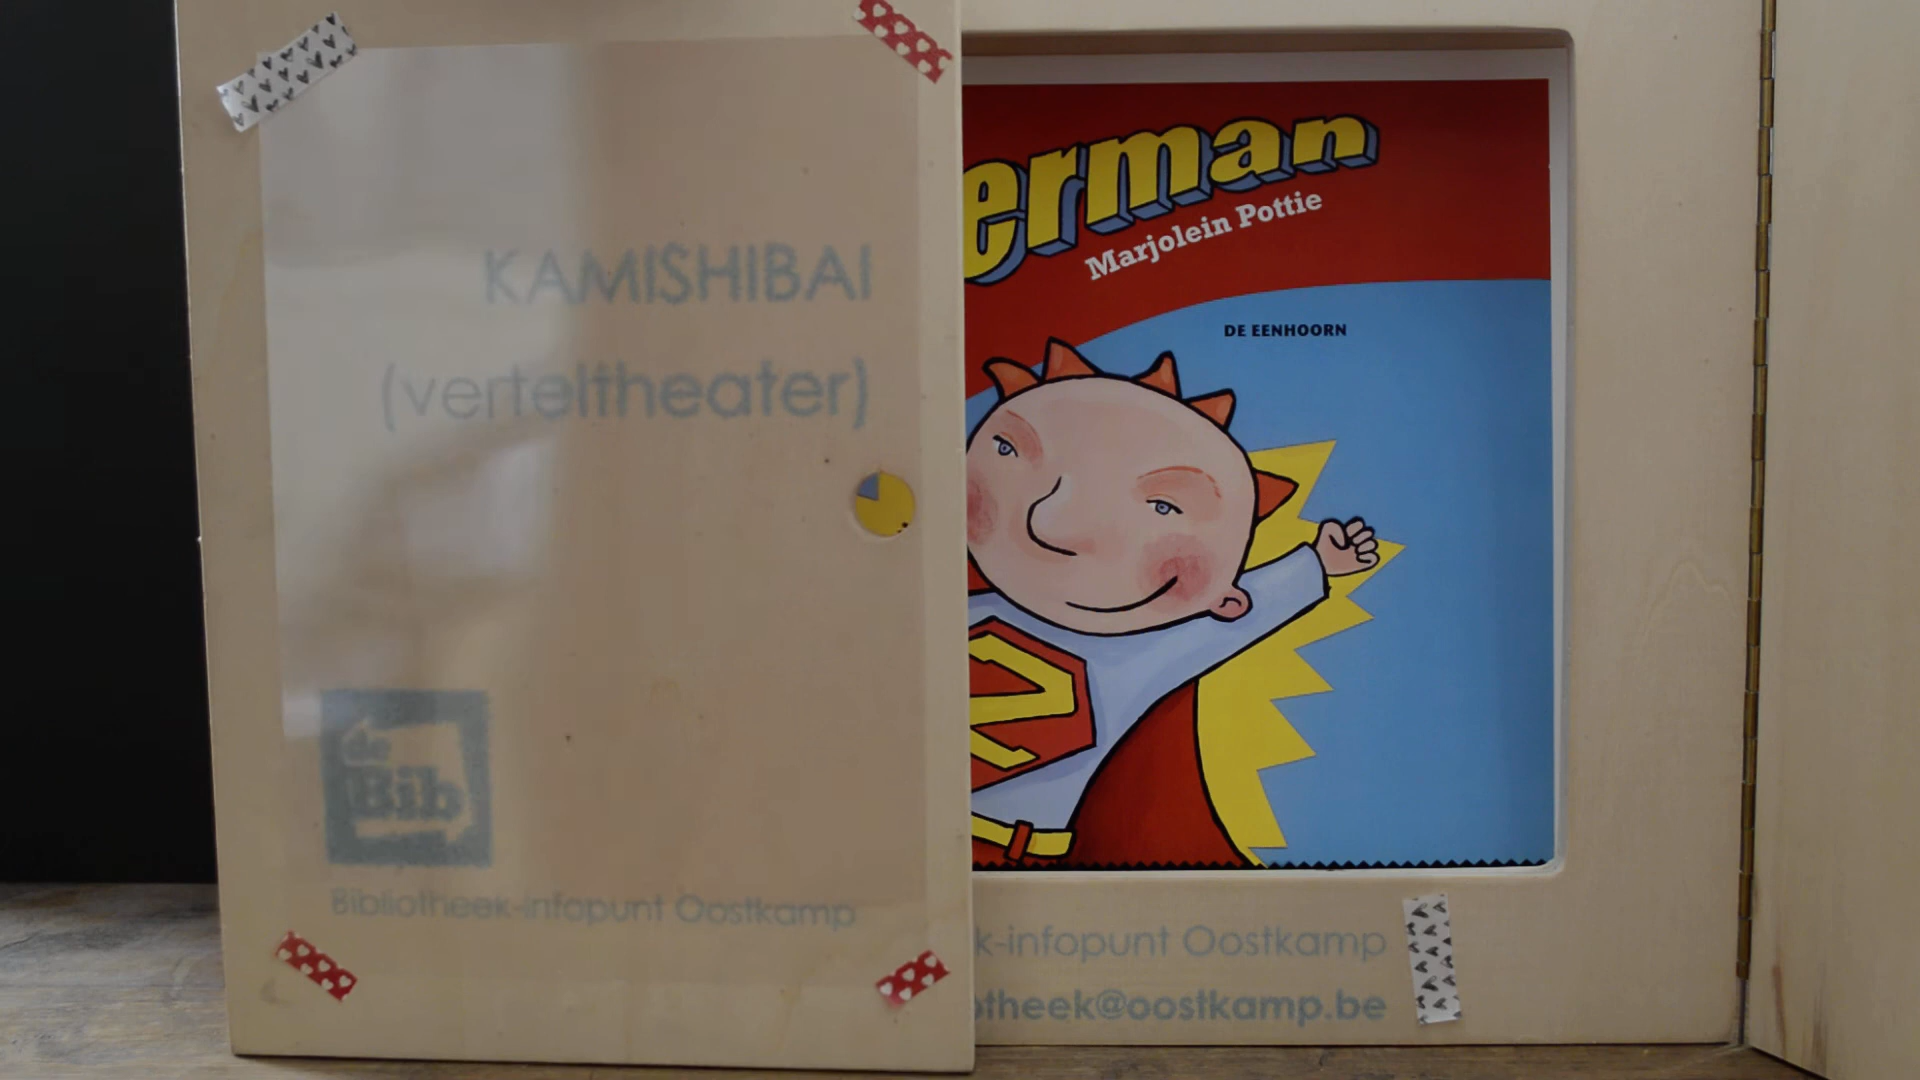 KAMISHIBAI
(verteltheater)
de
Bib
Bibliotheek-infopunt Oostkamp
erman
Marjolein Pottie
DE EENHOORN
Z
k-infopunt Oostkamp
otheek@oostkamp.be